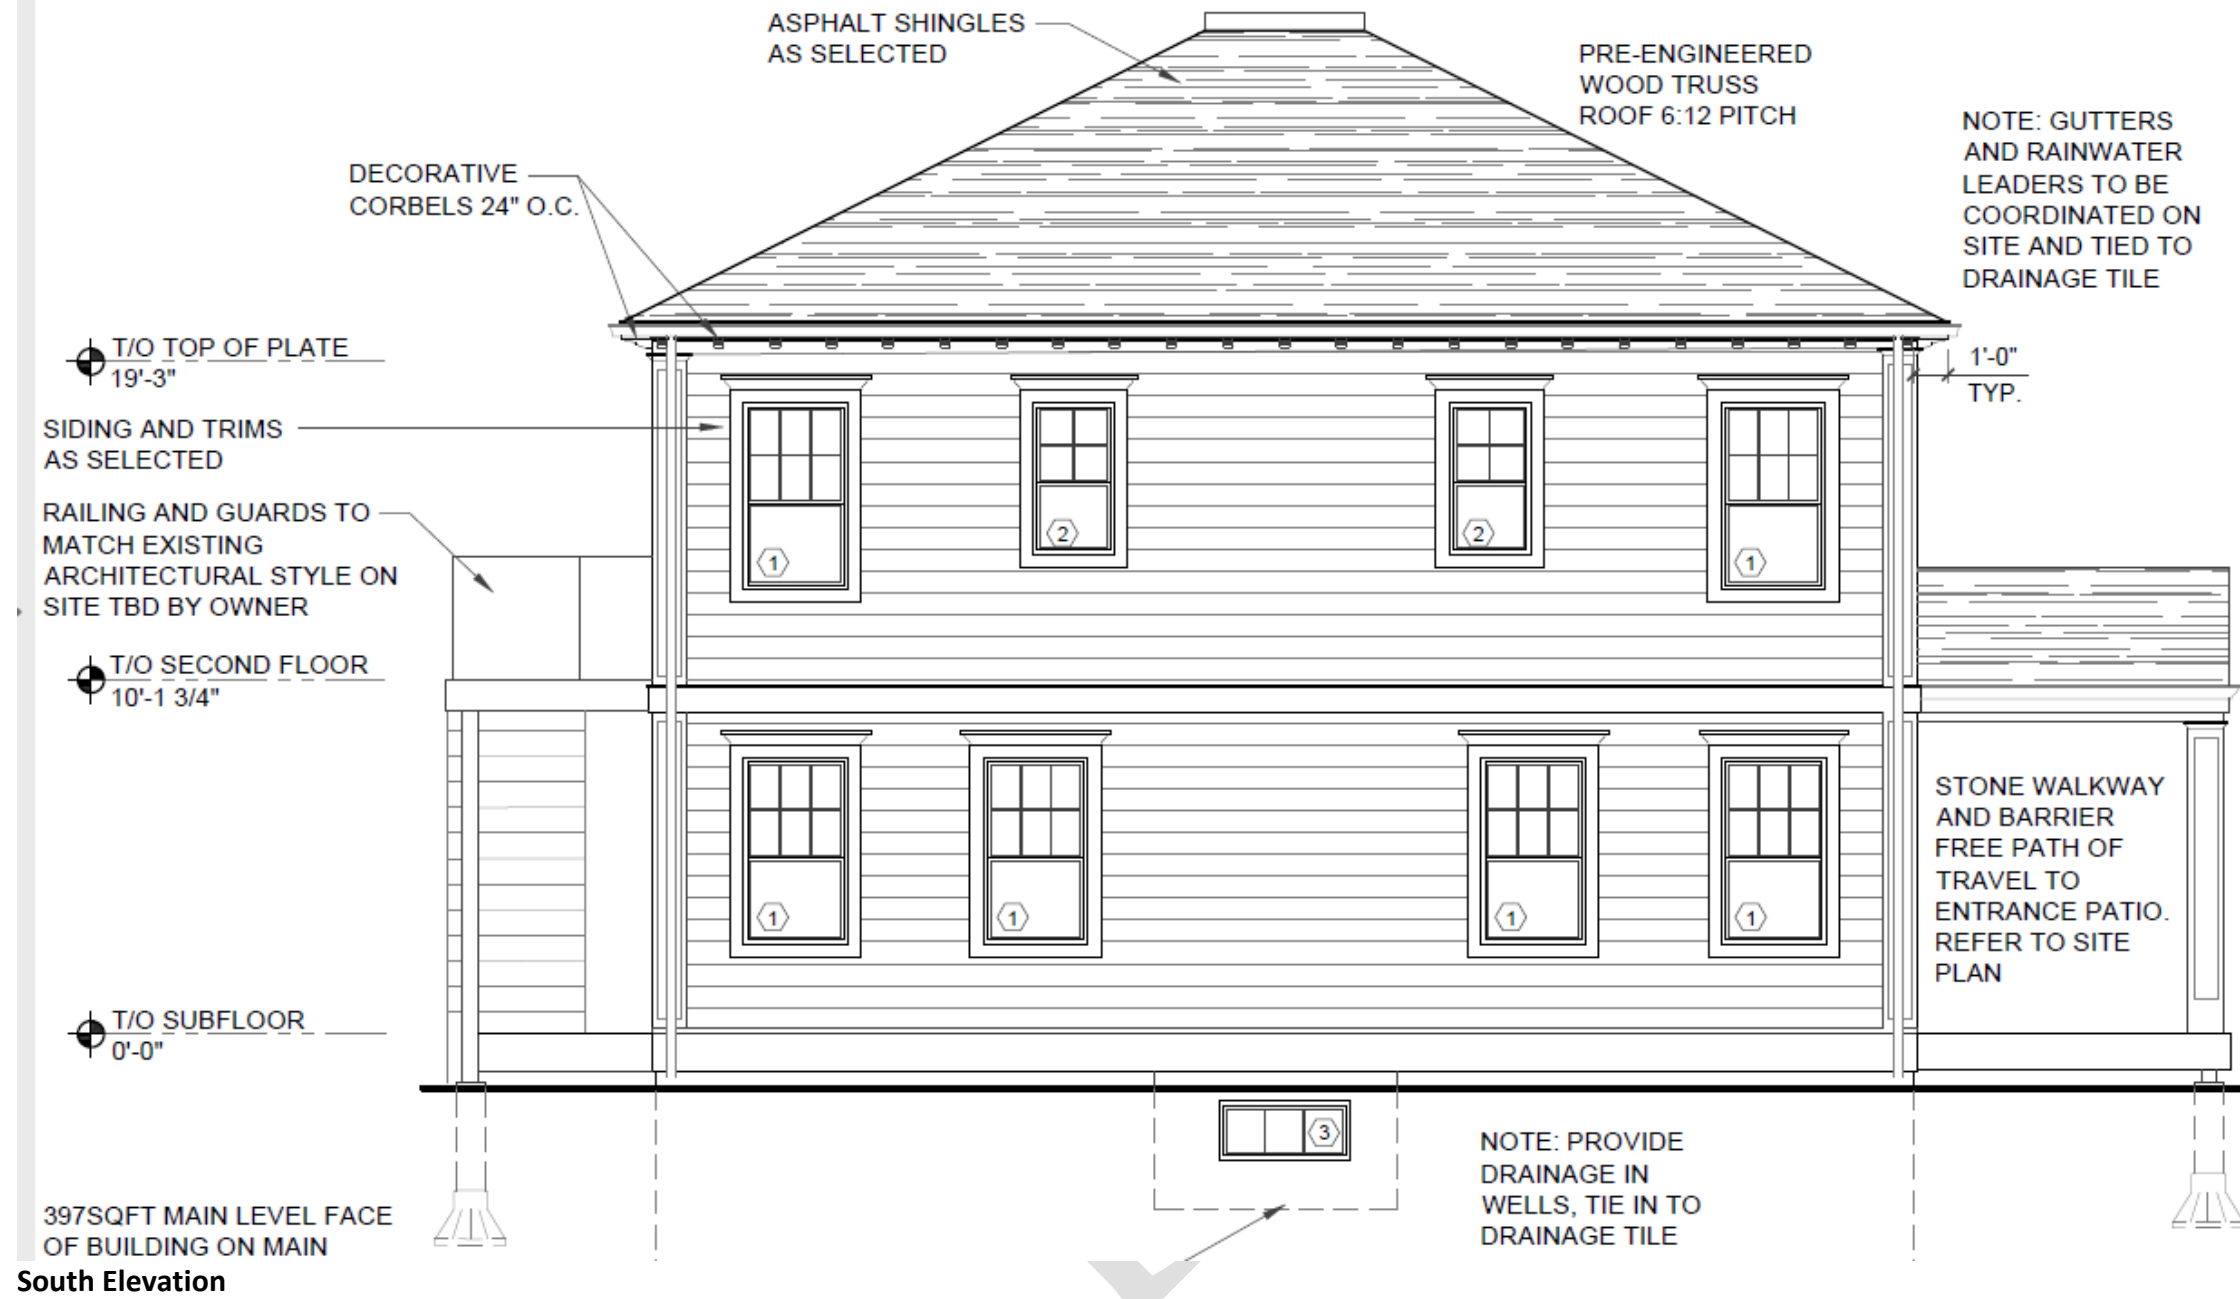 ASPHALT SHINGLES
AS SELECTED
PRE-ENGINEERED
WOOD TRUSS
ROOF 6:12 PITCH
NOTE: GUTTERS
AND RAINWATER
LEADERS TO BE
COORDINATED ON
SITE AND TIED TO
DRAINAGE TILE
DECORATIVE
CORBELS 24" O.C.
T/O TOP OF PLATE
19'-3"
1'-0"
TYP.
SIDING AND TRIMS
AS SELECTED
RAILING AND GUARDS TO
MATCH EXISTING
ARCHITECTURAL STYLE ON
SITE TBD BY OWNER
2
2
1
1
T/O SECOND FLOOR
10'-1 3/4"
STONE WALKWAY
AND BARRIER
FREE PATH OF
TRAVEL TO
ENTRANCE PATIO.
REFER TO SITE
PLAN
1
1
1
1
T/O SUBFLOOR
0'-0"
3
NOTE: PROVIDE
DRAINAGE IN
WELLS, TIE IN TO
DRAINAGE TILE
397SQFT MAIN LEVEL FACE
OF BUILDING ON MAIN
South Elevation